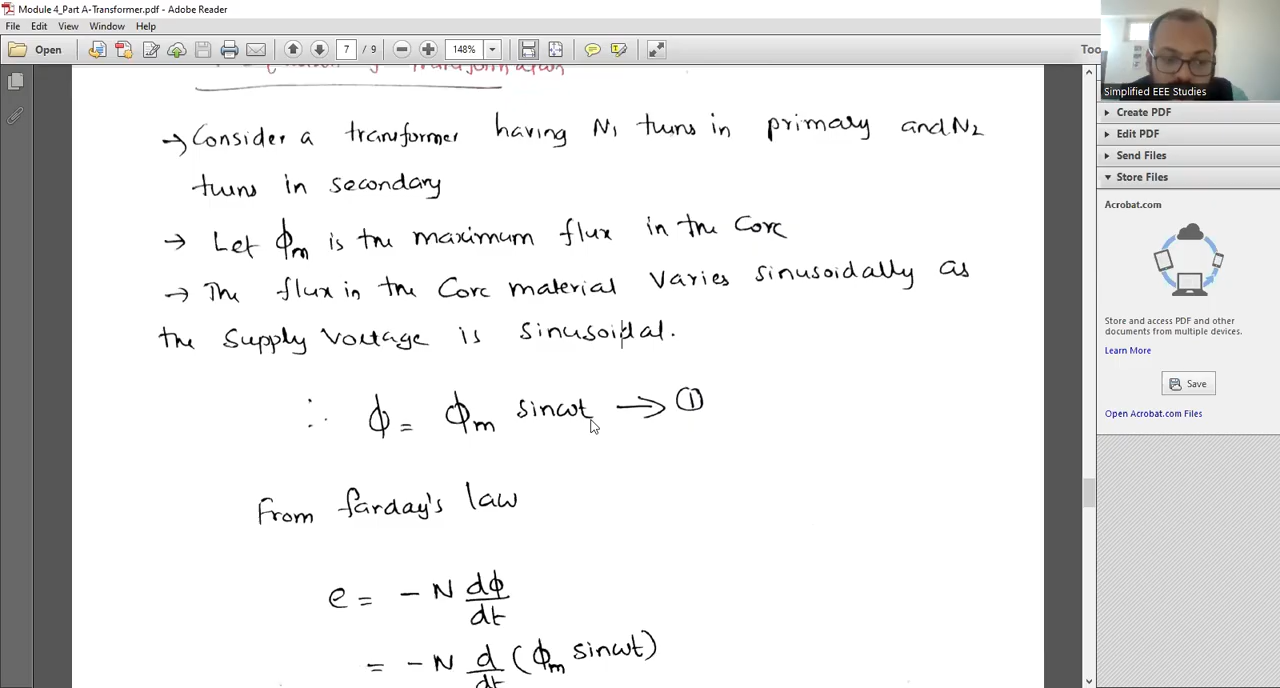 Module 4_Part A-Transformer.pdf - Adobe Reader
File Edit View Window Help
Open 7 / 9 148% Too
Transformation
→ Consider a transformer having N1 turns in primary and N2
turns in secondary
→ Let ϕm is the maximum flux in the Core
→ The flux in the Core material varies sinusoidally as
the supply voltage is sinusoidal.
∴ ϕ = ϕm sinωt → ①
From farday's law
e = - N dϕ/dt
= - N d/dt (ϕm sinωt)
Simplified EEE Studies
Create PDF
Edit PDF
Send Files
Store Files
Acrobat.com
Store and access PDF and other
documents from multiple devices.
Learn More
Save
Open Acrobat.com Files